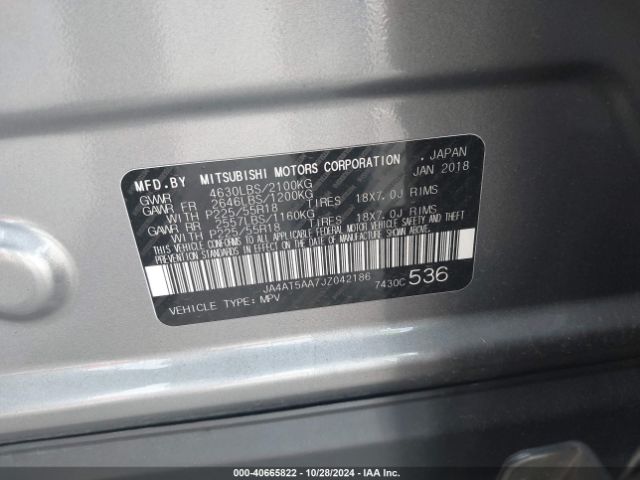 MFD.BY MITSUBISHI MOTORS CORPORATION, JAPAN
GVWR 4630LBS/2100KG JAN 2018
GAWR FR 2646LBS/1200KG
WITH P225/55R18 TIRES 18X7.0J RIMS
GAWR RR 2557LBS/1160KG
WITH P225/55R18 TIRES 18X7.0J RIMS
THIS VEHICLE CONFORMS TO ALL APPLICABLE FEDERAL MOTOR VEHICLE SAFETY AND THEFT
PREVENTION STANDARDS IN EFFECT ON THE DATE OF MANUFACTURE SHOWN ABOVE.
JA4AT5AA7JZ042186 7430C 536
VEHICLE TYPE: MPV
000-40665822 | 10/28/2024 | IAA Holdings, LLC.